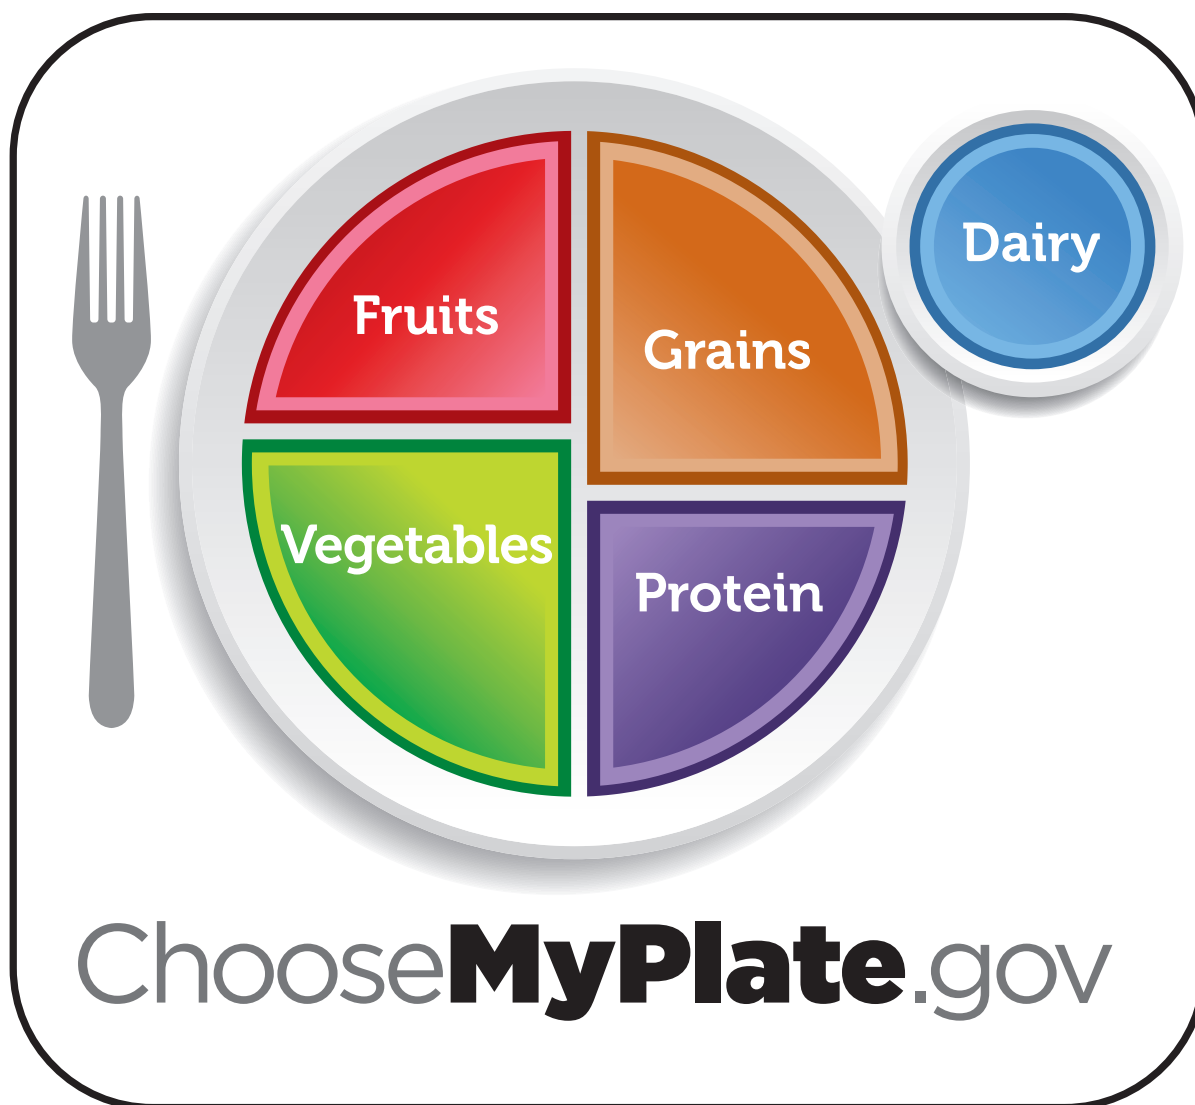 Fruits
Grains
Dairy
Vegetables
Protein
ChooseMyPlate.gov